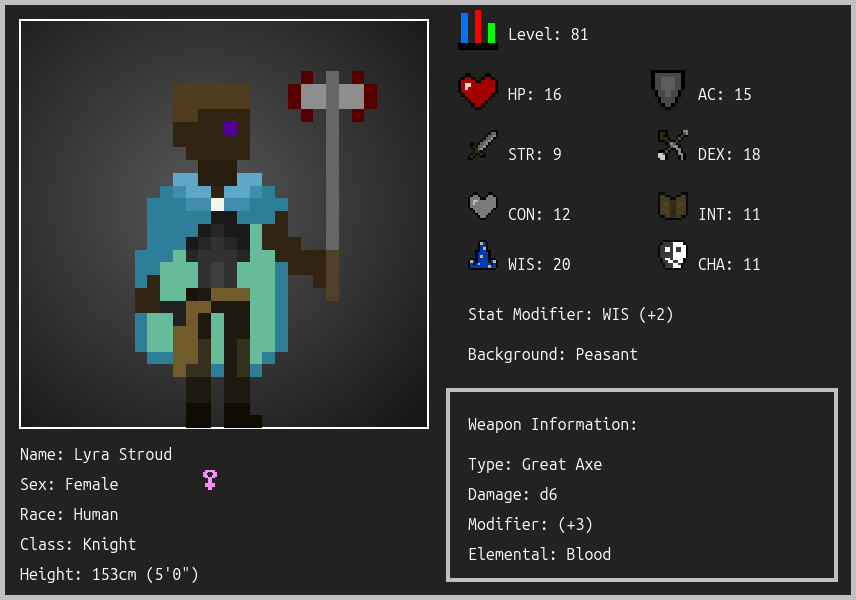 Level: 81
HP: 16
AC: 15
STR: 9
DEX: 18
CON: 12
INT: 11
WIS: 20
CHA: 11
Stat Modifier: WIS (+2)
Background: Peasant
Weapon Information:
Type: Great Axe
Damage: d6
Modifier: (+3)
Elemental: Blood
Name: Lyra Stroud
Sex: Female
Race: Human
Class: Knight
Height: 153cm (5'0")